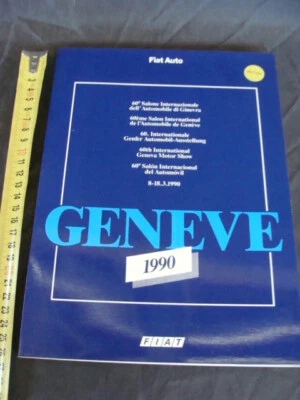 Fiat Auto
60° Salone Internazionale
dell'Automobile di Ginevra
60ème Salon International
de l'Automobile de Genève
60. Internationale
Genfer Automobil-Ausstellung
60th International
Geneva Motor Show
60° Salón Internacional
del Automóvil
8-18.3.1990
GENEVE
1990
FIAT